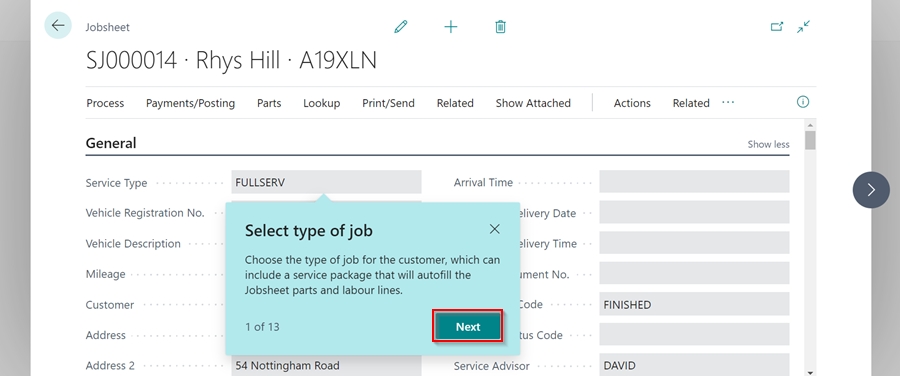 Jobsheet
SJ000014 · Rhys Hill · A19XLN
Process Payments/Posting Parts Lookup Print/Send Related Show Attached Actions Related ···
General Show less
Service Type FULLSERV Arrival Time
Vehicle Registration No. elivery Date
Vehicle Description elivery Time
Mileage ument No.
Customer Code FINISHED
Address tus Code
Address 2 54 Nottingham Road Service Advisor DAVID
Select type of job
Choose the type of job for the customer, which can
include a service package that will autofill the
Jobsheet parts and labour lines.
1 of 13 Next